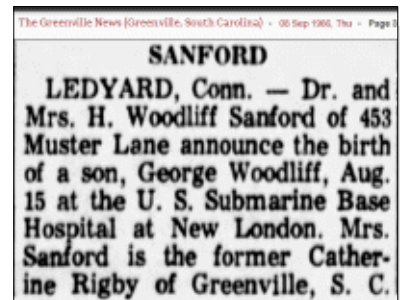 The Greenville News (Greenville, South Carolina) · 08 Sep 1966, Thu · Page 3
SANFORD
LEDYARD, Conn. — Dr. and
Mrs. H. Woodliff Sanford of 453
Muster Lane announce the birth
of a son, George Woodliff, Aug.
15 at the U. S. Submarine Base
Hospital at New London. Mrs.
Sanford is the former Cather-
ine Rigby of Greenville, S. C.